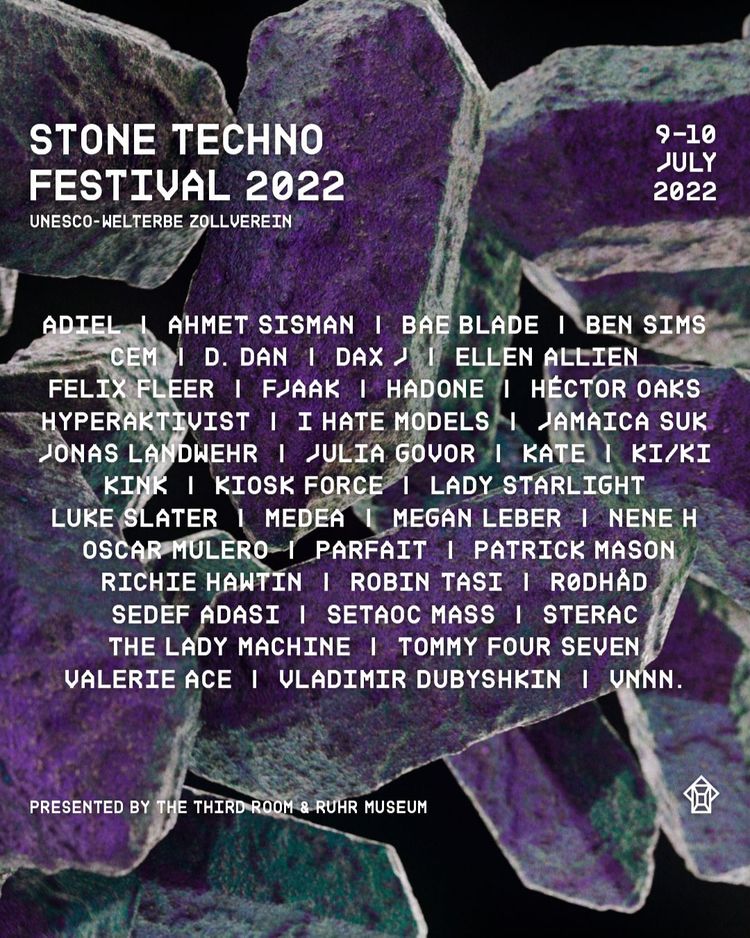 STONE TECHNO
FESTIVAL 2022
UNESCO-WELTERBE ZOLLVEREIN
9–10
JULY
2022
ADIEL | AHMET SISMAN | BAE BLADE | BEN SIMS
CEM | D. DAN | DAX J | ELLEN ALLIEN
FELIX FLEER | FJAAK | HADONE | HÉCTOR OAKS
HYPERAKTIVIST | I HATE MODELS | JAMAICA SUK
JONAS LANDWEHR | JULIA GOVOR | KATE | KI/KI
KINK | KIOSK FORCE | LADY STARLIGHT
LUKE SLATER | MEDEA | MEGAN LEBER | NENE H
OSCAR MULERO | PARFAIT | PATRICK MASON
RICHIE HAWTIN | ROBIN TASI | RØDHÅD
SEDEF ADASI | SETAOC MASS | STERAC
THE LADY MACHINE | TOMMY FOUR SEVEN
VALERIE ACE | VLADIMIR DUBYSHKIN | VNNN.
PRESENTED BY THE THIRD ROOM & RUHR MUSEUM